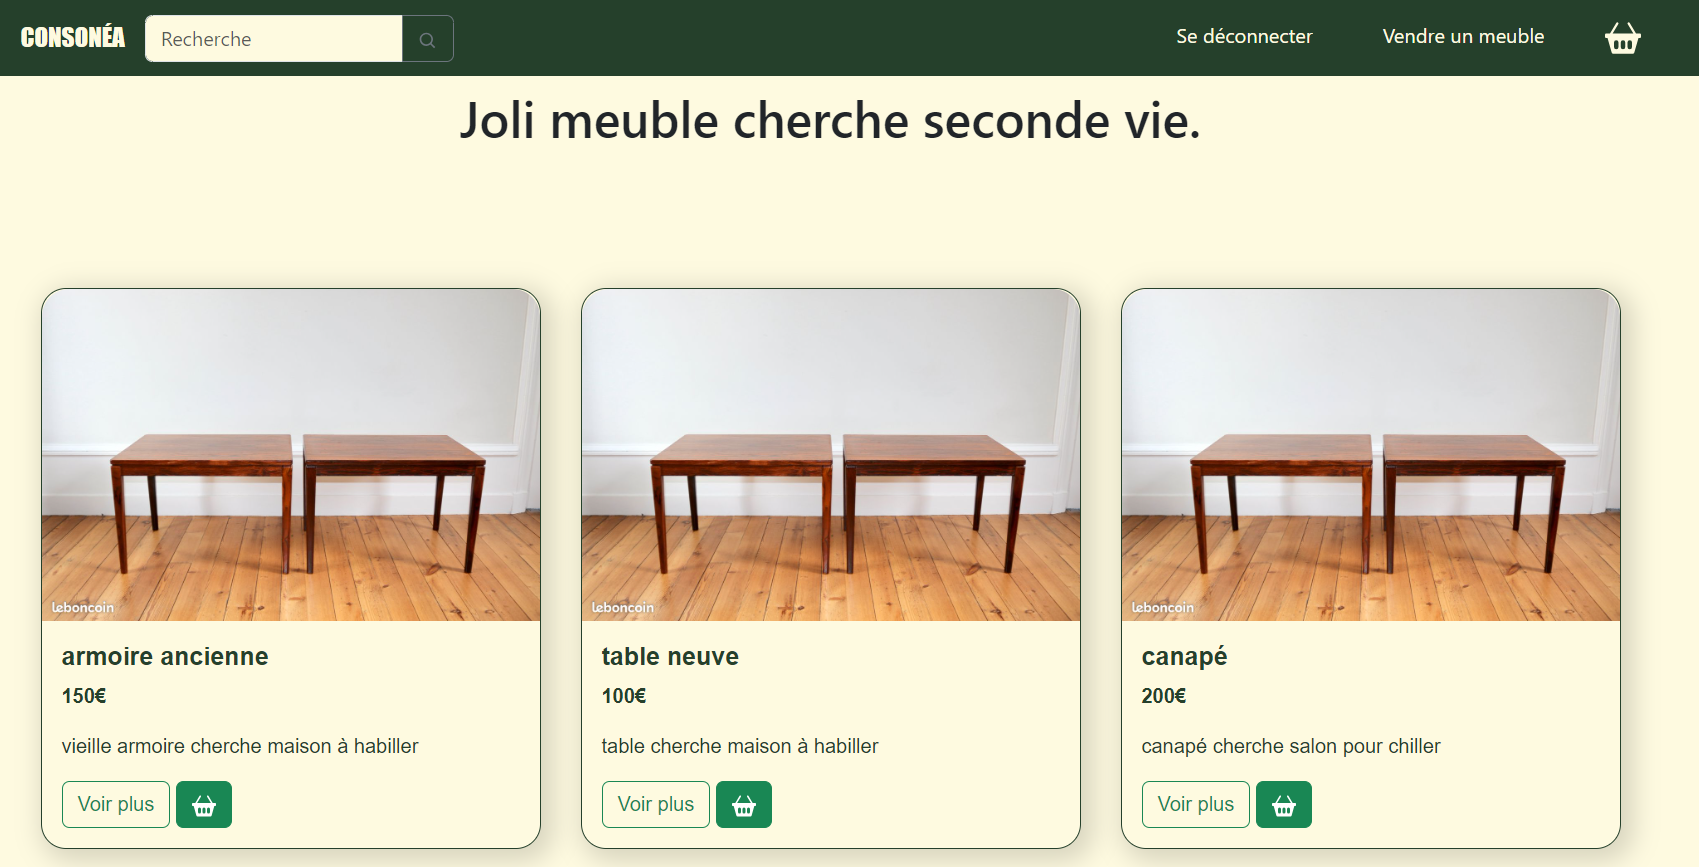 CONSONÉA
Recherche
Se déconnecter
Vendre un meuble
Joli meuble cherche seconde vie.
leboncoin
armoire ancienne
150€
vieille armoire cherche maison à habiller
Voir plus
leboncoin
table neuve
100€
table cherche maison à habiller
Voir plus
leboncoin
canapé
200€
canapé cherche salon pour chiller
Voir plus